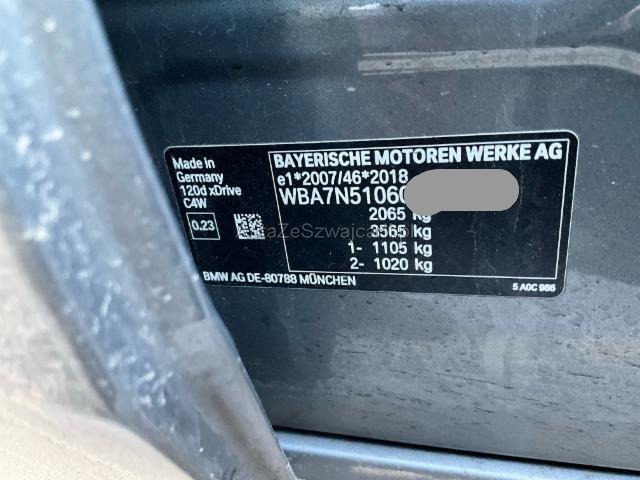 Made in
Germany
120d xDrive
C4W
0.23
BMW AG DE-80788 MÜNCHEN
BAYERISCHE MOTOREN WERKE AG
e1*2007/46*2018
WBA7N5106
2065 kg
3565 kg
1- 1105 kg
2- 1020 kg
5 A0C 986